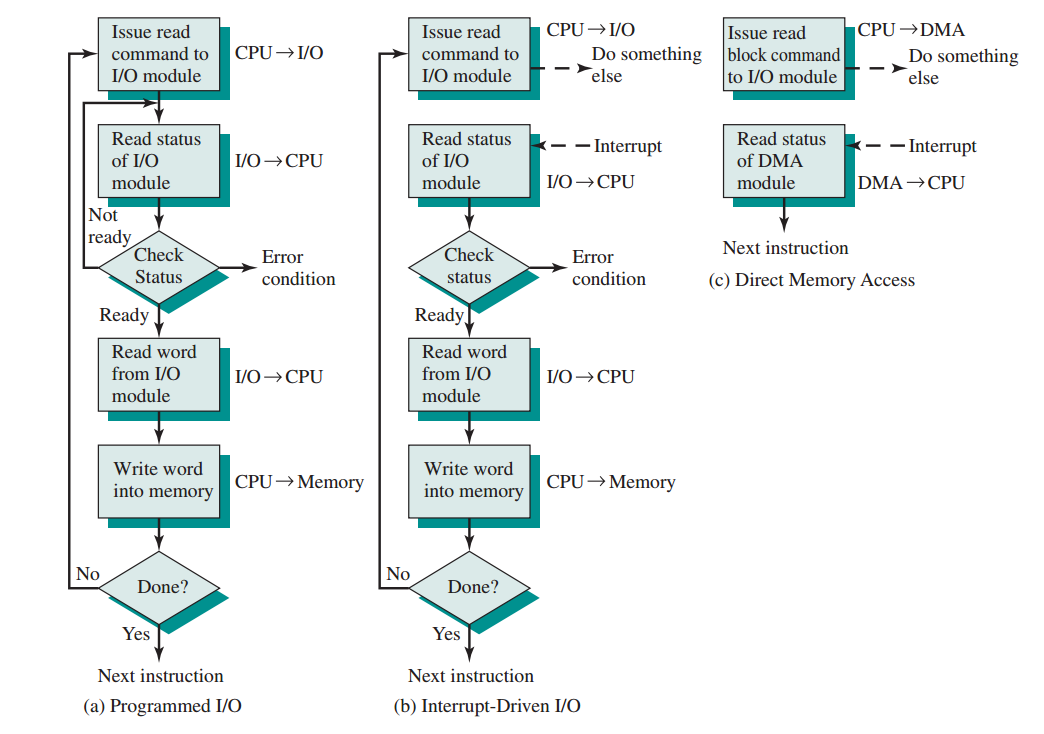 Issue read
command to
I/O module
CPU → I/O
Read status
of I/O
module
I/O → CPU
Not
ready
Check
Status
Error
condition
Ready
Read word
from I/O
module
I/O → CPU
Write word
into memory
CPU → Memory
No
Done?
Yes
Next instruction
(a) Programmed I/O
Issue read
command to
I/O module
CPU → I/O
Do something
else
Read status
of I/O
module
Interrupt
I/O → CPU
Check
status
Error
condition
Ready
Read word
from I/O
module
I/O → CPU
Write word
into memory
CPU → Memory
No
Done?
Yes
Next instruction
(b) Interrupt-Driven I/O
Issue read
block command
to I/O module
CPU → DMA
Do something
else
Read status
of DMA
module
Interrupt
DMA → CPU
Next instruction
(c) Direct Memory Access